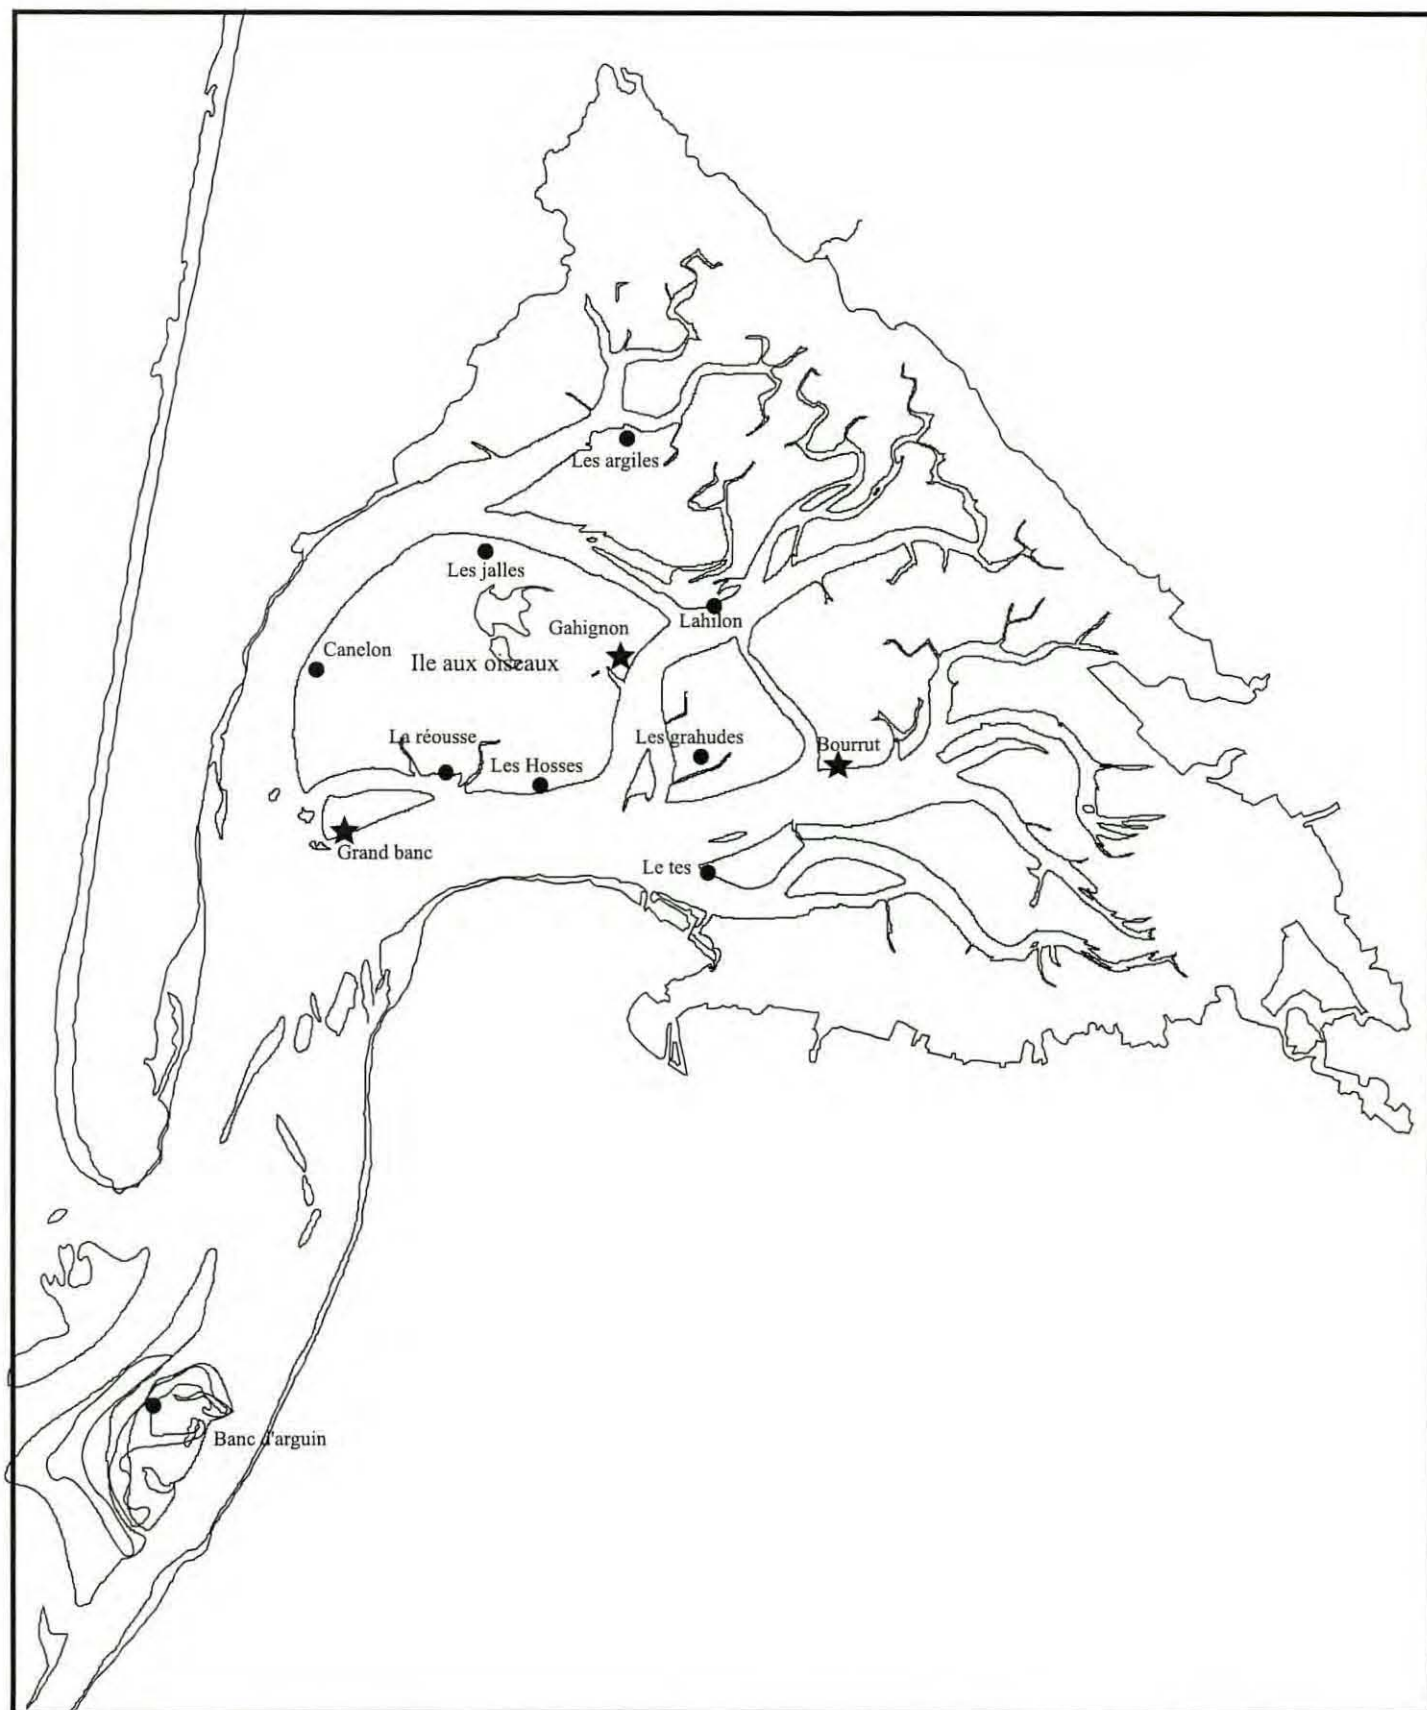 Les argiles
Les jalles
Lahilon
Gahignon
Canelon
Ile aux oiseaux
La réousse
Les grahudes
Bourrut
Les Hosses
Grand banc
Le tes
Banc d'arguin